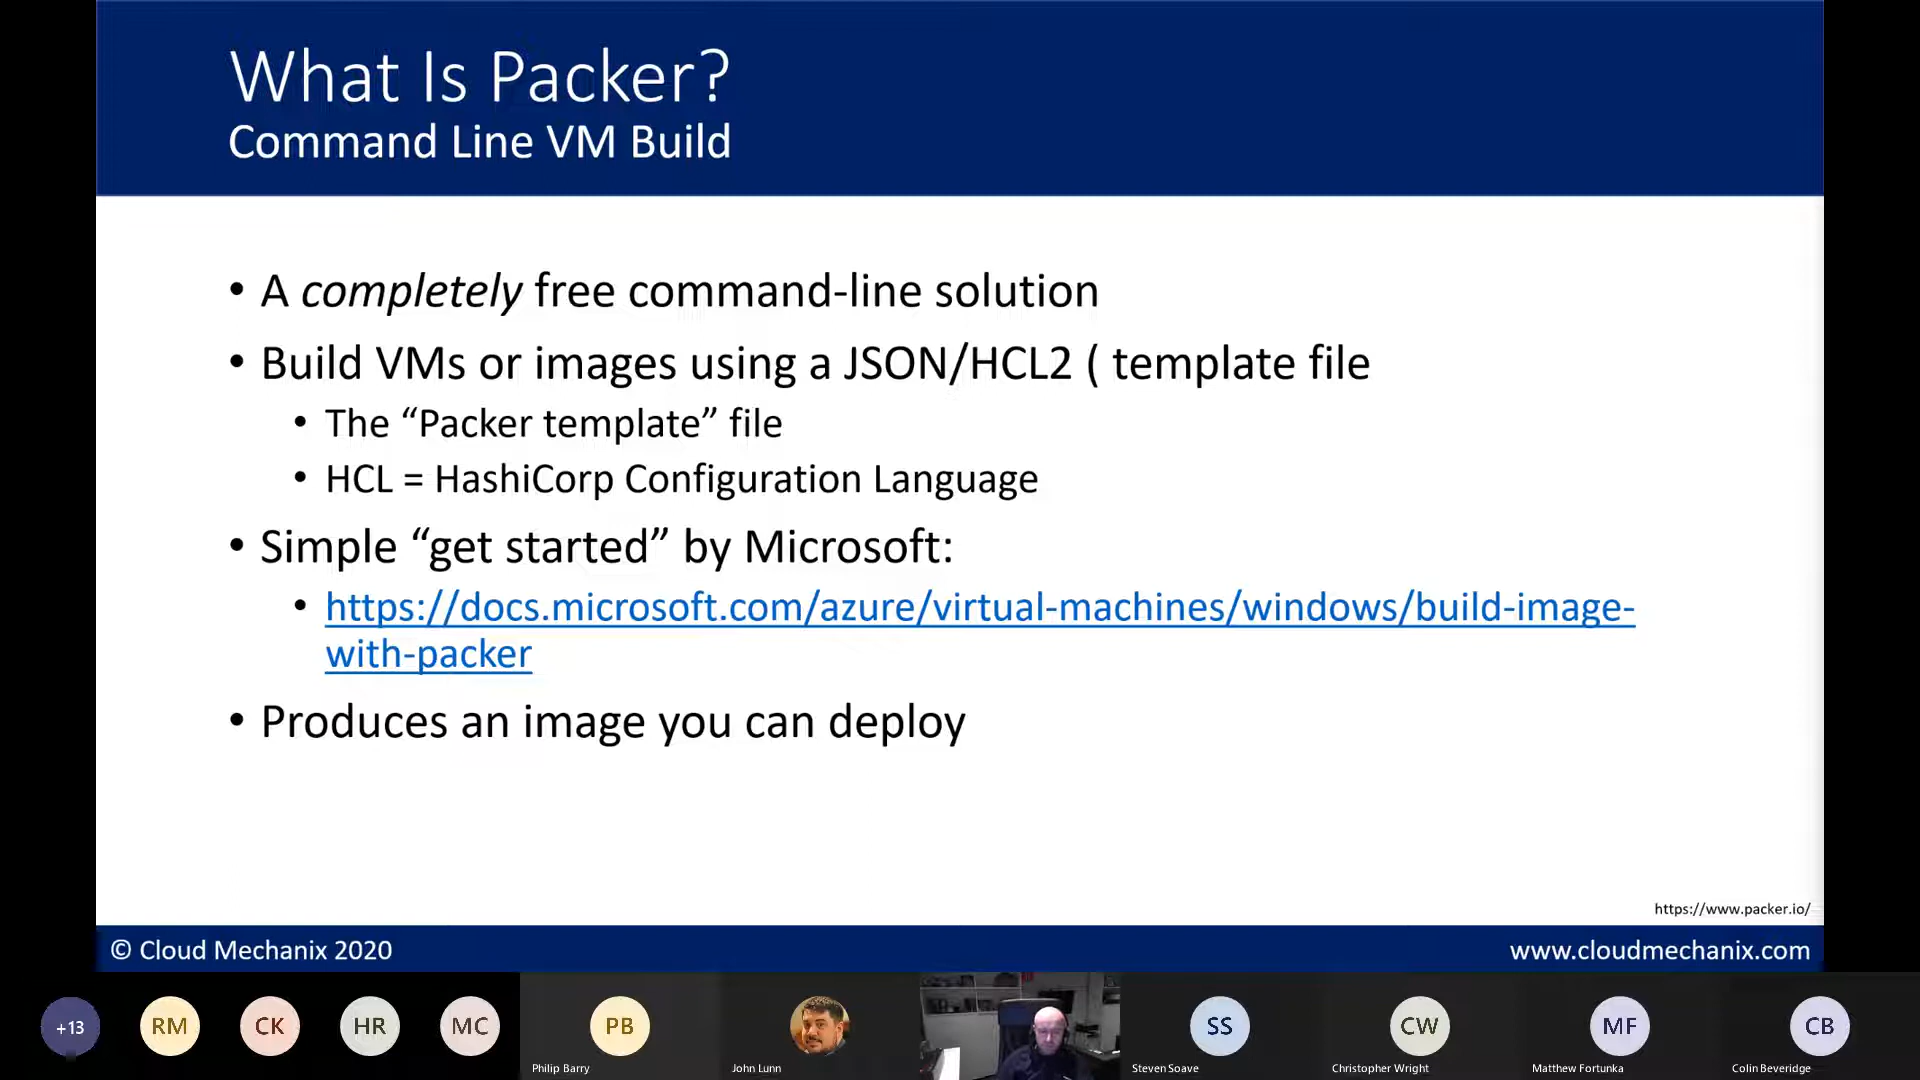 What Is Packer?
Command Line VM Build
• A completely free command-line solution
• Build VMs or images using a JSON/HCL2 ( template file
• The “Packer template” file
• HCL = HashiCorp Configuration Language
• Simple “get started” by Microsoft:
• https://docs.microsoft.com/azure/virtual-machines/windows/build-image-
with-packer
• Produces an image you can deploy
https://www.packer.io/
© Cloud Mechanix 2020
www.cloudmechanix.com
+13
RM
CK
HR
MC
PB
SS
CW
MF
CB
Philip Barry
John Lunn
Steven Soave
Christopher Wright
Matthew Fortunka
Colin Beveridge